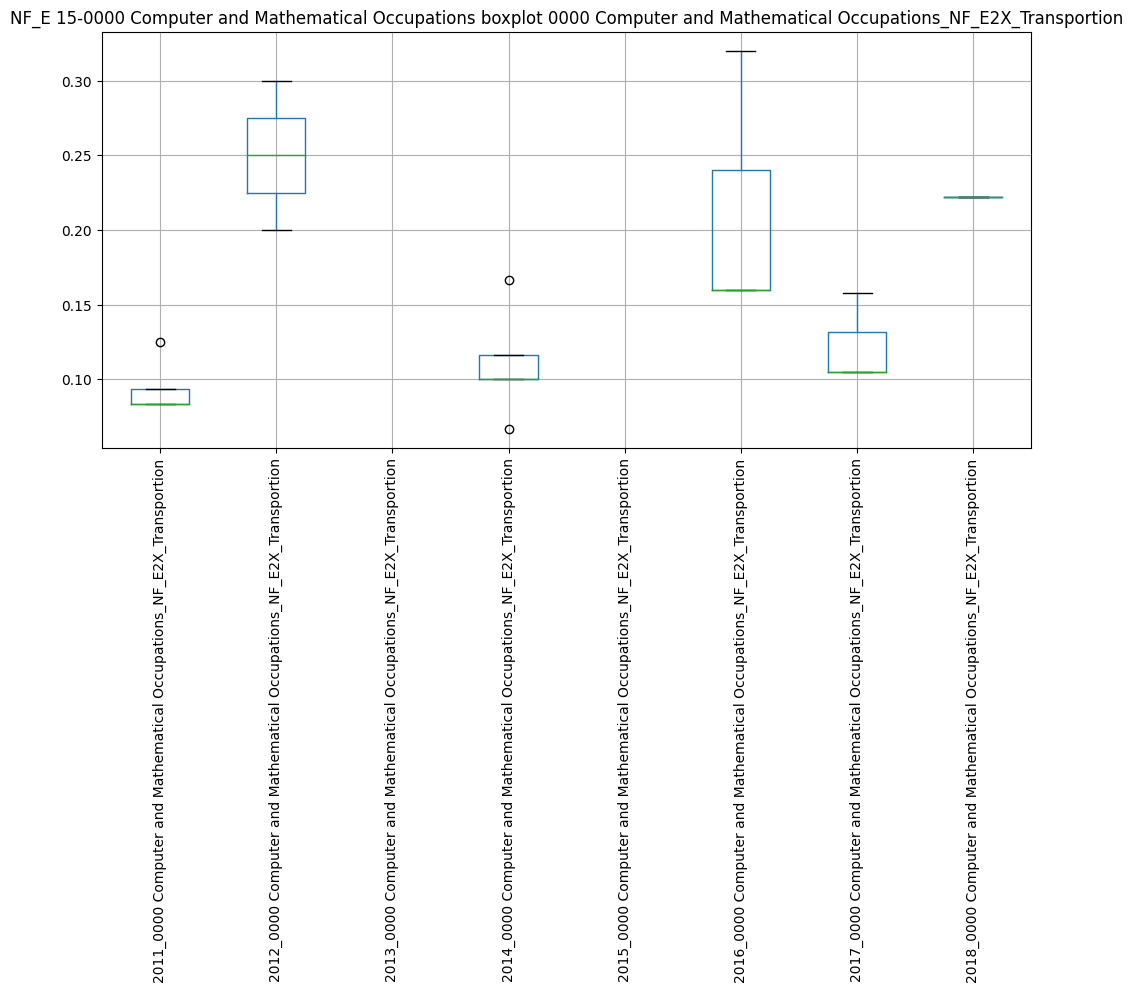 NF_E 15-0000 Computer and Mathematical Occupations boxplot 0000 Computer and Mathematical Occupations_NF_E2X_Transportion
0.30
0.25
0.20
0.15
0.10
2011_0000 Computer and Mathematical Occupations_NF_E2X_Transportion
2012_0000 Computer and Mathematical Occupations_NF_E2X_Transportion
2013_0000 Computer and Mathematical Occupations_NF_E2X_Transportion
2014_0000 Computer and Mathematical Occupations_NF_E2X_Transportion
2015_0000 Computer and Mathematical Occupations_NF_E2X_Transportion
2016_0000 Computer and Mathematical Occupations_NF_E2X_Transportion
2017_0000 Computer and Mathematical Occupations_NF_E2X_Transportion
2018_0000 Computer and Mathematical Occupations_NF_E2X_Transportion